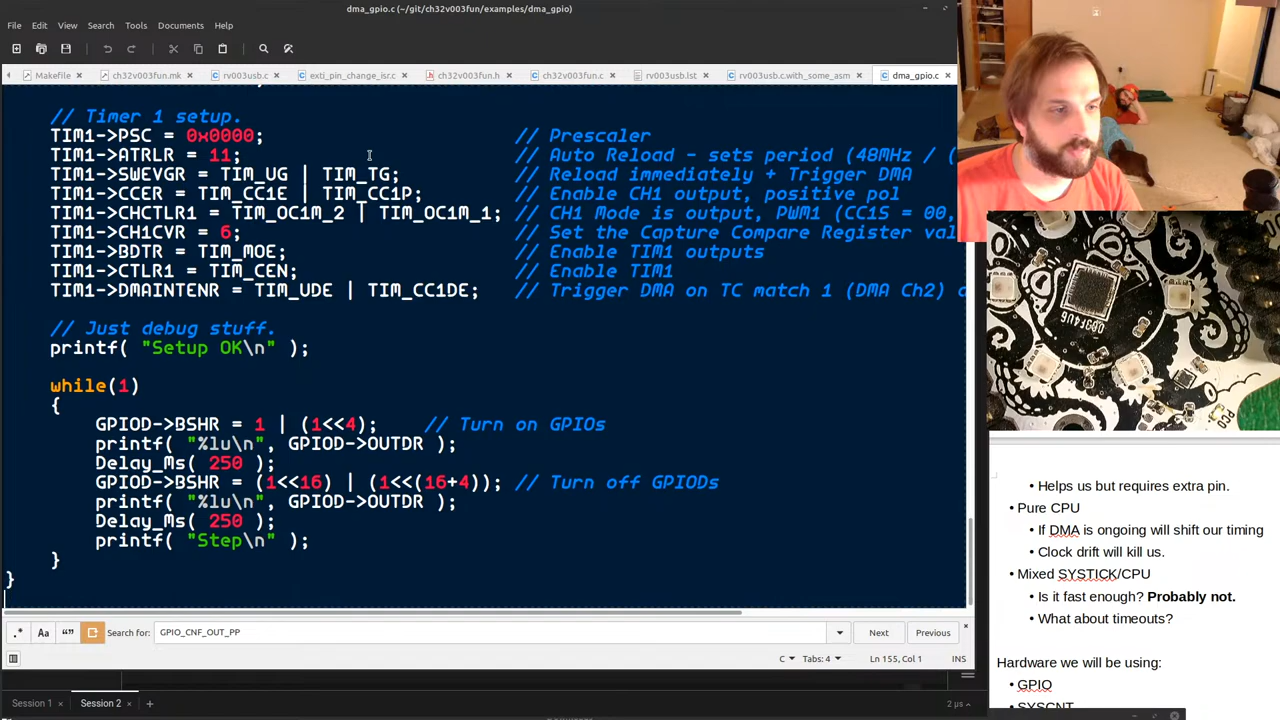 dma_gpio.c (~/git/ch32v003fun/examples/dma_gpio)
File Edit View Search Tools Documents Help
Makefile × ch32v003fun.mk × rv003usb.c × exti_pin_change_isr.c × ch32v003fun.h × ch32v003fun.c × rv003usb.lst × rv003usb.c.with_some_asm × dma_gpio.c ×
// Timer 1 setup.
TIM1->PSC = 0x0000; // Prescaler
TIM1->ATRLR = 11; // Auto Reload - sets period (48MHz / (
TIM1->SWEVGR = TIM_UG | TIM_TG; // Reload immediately + Trigger DMA
TIM1->CCER = TIM_CC1E | TIM_CC1P; // Enable CH1 output, positive pol
TIM1->CHCTLR1 = TIM_OC1M_2 | TIM_OC1M_1; // CH1 Mode is output, PWM1 (CC1S = 00,
TIM1->CH1CVR = 6; // Set the Capture Compare Register val
TIM1->BDTR = TIM_MOE; // Enable TIM1 outputs
TIM1->CTLR1 = TIM_CEN; // Enable TIM1
TIM1->DMAINTENR = TIM_UDE | TIM_CC1DE; // Trigger DMA on TC match 1 (DMA Ch2)
// Just debug stuff.
printf( "Setup OK\n" );
while(1)
{
GPIOD->BSHR = 1 | (1<<4); // Turn on GPIOs
printf( "%lu\n", GPIOD->OUTDR );
Delay_Ms( 250 );
GPIOD->BSHR = (1<<16) | (1<<(16+4)); // Turn off GPIODs
printf( "%lu\n", GPIOD->OUTDR );
Delay_Ms( 250 );
printf( "Step\n" );
}
}
.* Aa “” Search for: GPIO_CNF_OUT_PP Next Previous
C Tabs: 4 Ln 155, Col 1 INS
Session 1 × Session 2 × + 2 µs
• Helps us but requires extra pin.
• Pure CPU
• If DMA is ongoing will shift our timing
• Clock drift will kill us.
• Mixed SYSTICK/CPU
• Is it fast enough? Probably not.
• What about timeouts?
Hardware we will be using:
• GPIO
• SYSCNT